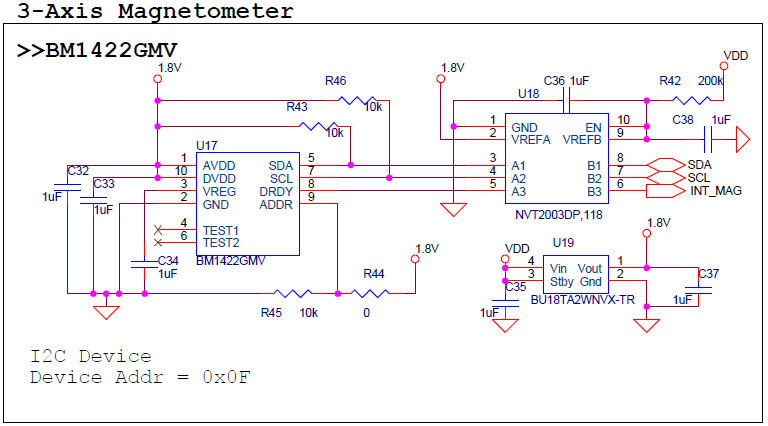 3-Axis Magnetometer
>>BM1422GMV
1.8V
R46
10k
R43
10k
1.8V
C36
1uF
R42
200k
VDD
U18
C38
1uF
U17
C32
1uF
C33
1uF
1
10
3
2
4
6
AVDD
DVDD
VREG
GND
TEST1
TEST2
SDA
SCL
DRDY
ADDR
5
7
8
9
BM1422GMV
C34
1uF
1
2
3
4
5
GND
VREFA
A1
A2
A3
EN
VREFB
B1
B2
B3
10
9
8
7
6
SDA
SCL
INT_MAG
NVT2003DP,118
R45
10k
R44
0
1.8V
VDD
U19
1.8V
4
3
Vin
Stby
Vout
Gnd
1
2
C35
1uF
BU18TA2WNVX-TR
C37
1uF
I2C Device
Device Addr = 0x0F